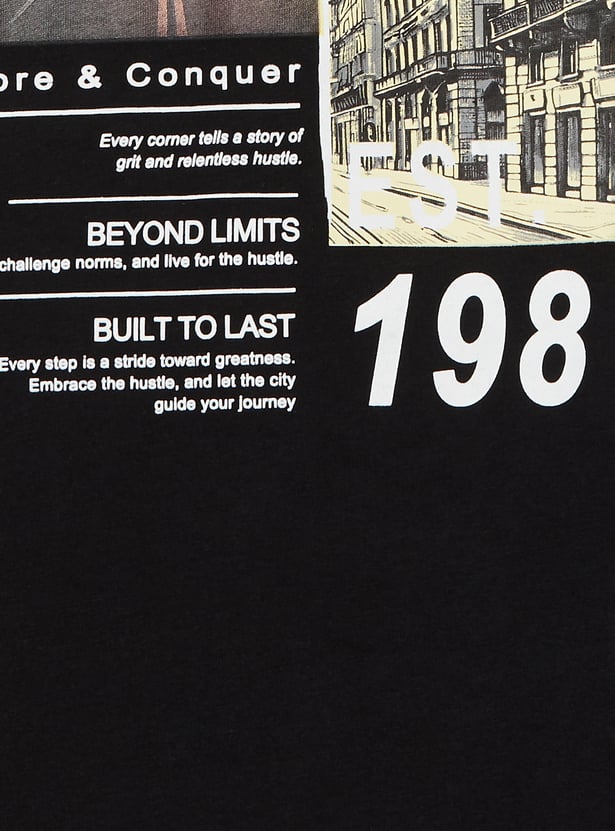 ore & Conquer
Every corner tells a story of
grit and relentless hustle.
BEYOND LIMITS
challenge norms, and live for the hustle.
BUILT TO LAST
Every step is a stride toward greatness.
Embrace the hustle, and let the city
guide your journey
EST.
198